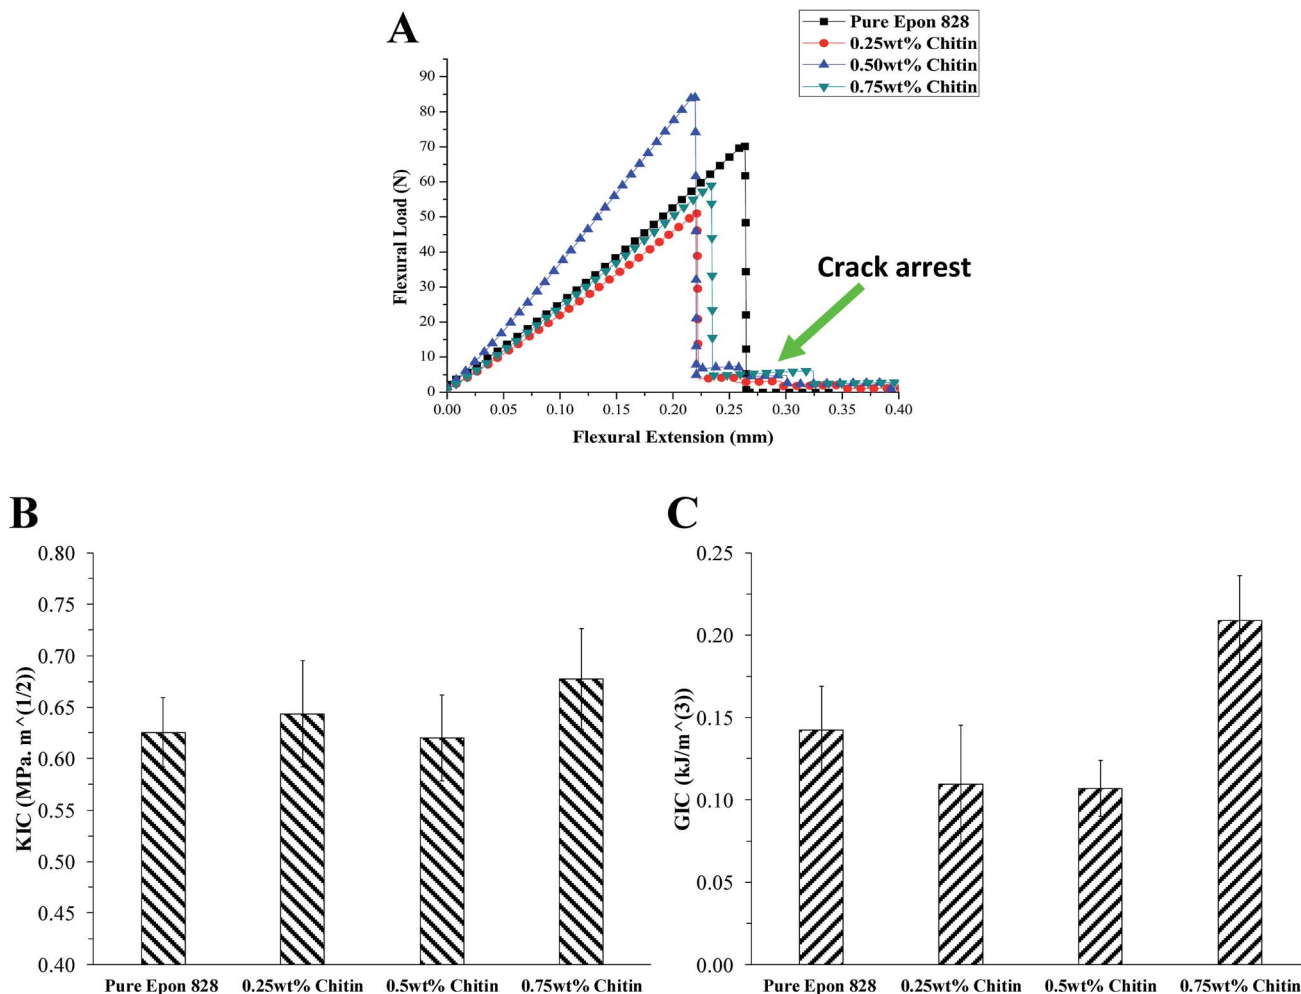 A
Pure Epon 828
0.25wt% Chitin
0.50wt% Chitin
0.75wt% Chitin
90
80
70
60
50
40
30
20
10
0
Flexural Load (N)
Crack arrest
0.00 0.05 0.10 0.15 0.20 0.25 0.30 0.35 0.40
Flexural Extension (mm)
B
0.80
0.75
0.70
0.65
0.60
0.55
0.50
0.45
0.40
KIC (MPa. m^(1/2))
Pure Epon 828 0.25wt% Chitin 0.5wt% Chitin 0.75wt% Chitin
C
0.25
0.20
0.15
0.10
0.05
0.00
GIC (kJ/m^(3))
Pure Epon 828 0.25wt% Chitin 0.5wt% Chitin 0.75wt% Chitin